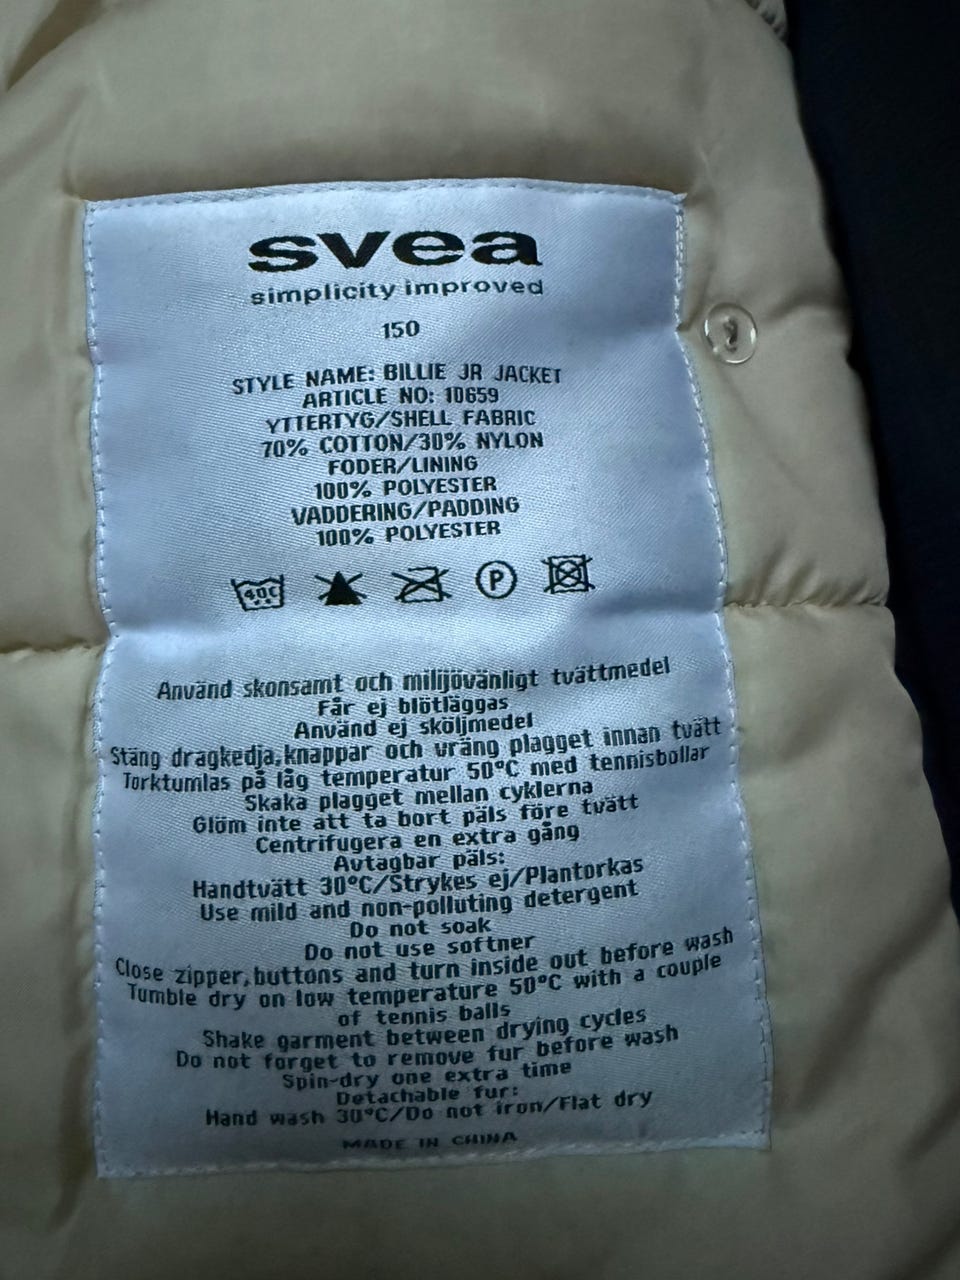 svea
simplicity improved
150
STYLE NAME: BILLIE JR JACKET
ARTICLE NO: 10659
YTTERTYG/SHELL FABRIC
70% COTTON/30% NYLON
FODER/LINING
100% POLYESTER
VADDERING/PADDING
100% POLYESTER
40C P
Använd skonsamt och milijövänligt tvättmedel
Får ej blötläggas
Använd ej sköljmedel
Stäng dragkedja,knappar och vräng plagget innan tvätt
Torktumlas på låg temperatur 50°C med tennisbollar
Skaka plagget mellan cyklerna
Glöm inte att ta bort päls före tvätt
Centrifugera en extra gång
Avtagbar päls:
Handtvätt 30°C/Strykes ej/Plantorkas
Use mild and non-polluting detergent
Do not soak
Do not use softner
Close zipper,buttons and turn inside out before wash
Tumble dry on low temperature 50°C with a couple
of tennis balls
Shake garment between drying cycles
Do not forget to remove fur before wash
Spin-dry one extra time
Detachable fur:
Hand wash 30°C/Do not iron/Flat dry
MADE IN CHINA